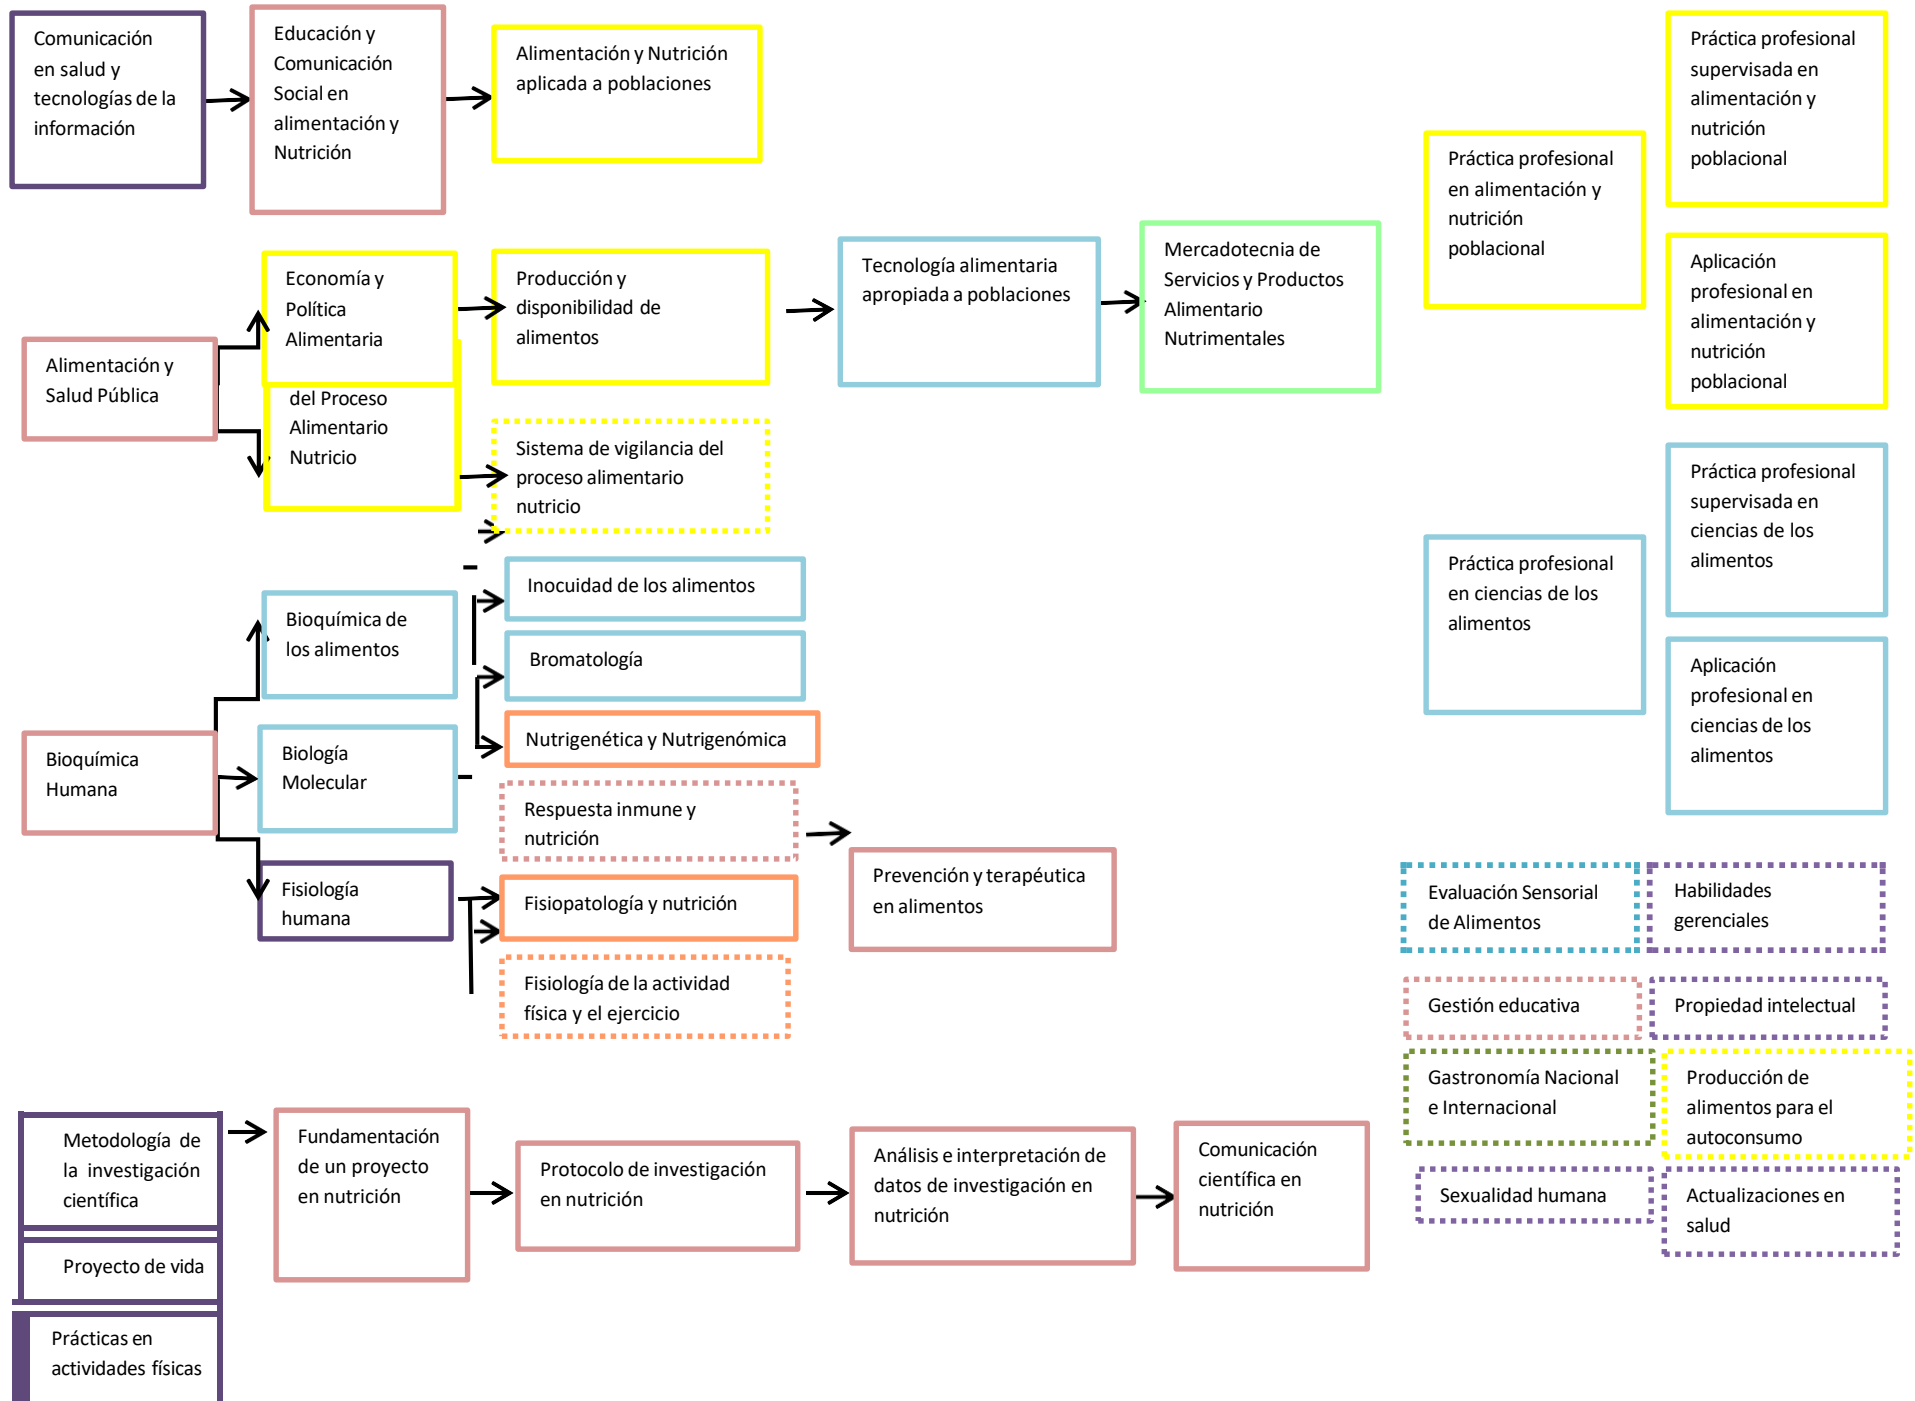 Comunicación
en salud y
tecnologías de la
información
Educación y
Comunicación
Social en
alimentación y
Nutrición
Alimentación y Nutrición
aplicada a poblaciones
Práctica profesional
en alimentación y
nutrición
poblacional
Práctica profesional
supervisada en
alimentación y
nutrición
poblacional
Aplicación
profesional en
alimentación y
nutrición
poblacional
Alimentación y
Salud Pública
Economía y
Política
Alimentaria
del Proceso
Alimentario
Nutricio
Producción y
disponibilidad de
alimentos
Sistema de vigilancia del
proceso alimentario
nutricio
Tecnología alimentaria
apropiada a poblaciones
Mercadotecnia de
Servicios y Productos
Alimentario
Nutrimentales
Práctica profesional
en ciencias de los
alimentos
Práctica profesional
supervisada en
ciencias de los
alimentos
Aplicación
profesional en
ciencias de los
alimentos
Bioquímica
Humana
Bioquímica de
los alimentos
Biología
Molecular
Fisiología
humana
Inocuidad de los alimentos
Bromatología
Nutrigenética y Nutrigenómica
Respuesta inmune y
nutrición
Fisiopatología y nutrición
Fisiología de la actividad
física y el ejercicio
Prevención y terapéutica
en alimentos
Evaluación Sensorial
de Alimentos
Habilidades
gerenciales
Gestión educativa
Propiedad intelectual
Gastronomía Nacional
e Internacional
Producción de
alimentos para el
autoconsumo
Sexualidad humana
Actualizaciones en
salud
Metodología de
la investigación
científica
Proyecto de vida
Prácticas en
actividades físicas
Fundamentación
de un proyecto
en nutrición
Protocolo de investigación
en nutrición
Análisis e interpretación de
datos de investigación en
nutrición
Comunicación
científica en
nutrición